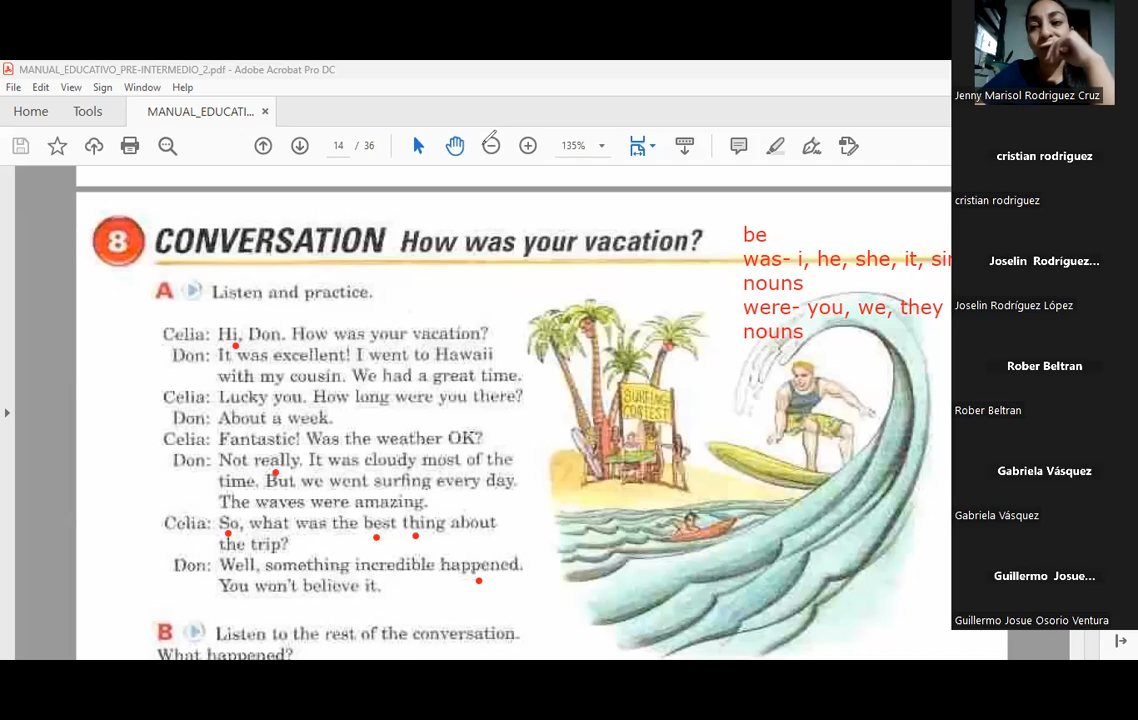 MANUAL_EDUCATIVO_PRE-INTERMEDIO_2.pdf - Adobe Acrobat Pro DC
File Edit View Sign Window Help
Home Tools MANUAL_EDUCATI... ×
14 / 36 135%
8 CONVERSATION How was your vacation?
A Listen and practice.
Celia: Hi, Don. How was your vacation?
Don: It was excellent! I went to Hawaii
with my cousin. We had a great time.
Celia: Lucky you. How long were you there?
Don: About a week.
Celia: Fantastic! Was the weather OK?
Don: Not really. It was cloudy most of the
time. But we went surfing every day.
The waves were amazing.
Celia: So, what was the best thing about
the trip?
Don: Well, something incredible happened.
You won't believe it.
B Listen to the rest of the conversation.
What happened?
be
was- i, he, she, it,
nouns
were- you, we, they
nouns
SURFING
CONTEST
Jenny Marisol Rodriguez Cruz
cristian rodriguez
cristian rodriguez
Joselin Rodríguez...
Joselin Rodríguez López
Rober Beltran
Rober Beltran
Gabriela Vásquez
Gabriela Vásquez
Guillermo Josue...
Guillermo Josue Osorio Ventura